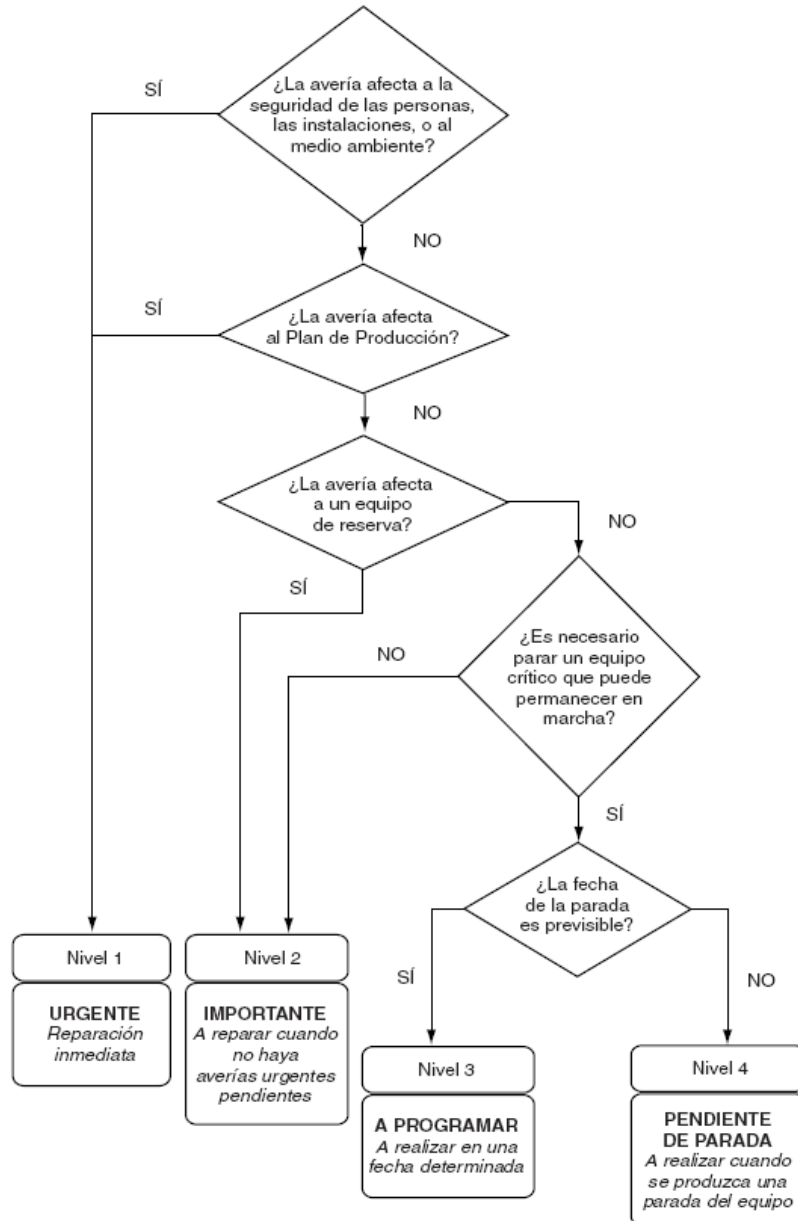 ¿La avería afecta a la
seguridad de las personas,
las instalaciones, o al
medio ambiente?
SÍ
NO
¿La avería afecta
al Plan de Producción?
SÍ
NO
¿La avería afecta
a un equipo
de reserva?
NO
SÍ
¿Es necesario
parar un equipo
crítico que puede
permanecer en
marcha?
NO
SÍ
¿La fecha
de la parada
es previsible?
SÍ
NO
Nivel 1
URGENTE
Reparación
inmediata
Nivel 2
IMPORTANTE
A reparar cuando
no haya
averías urgentes
pendientes
Nivel 3
A PROGRAMAR
A realizar en una
fecha determinada
Nivel 4
PENDIENTE
DE PARADA
A realizar cuando
se produzca una
parada del equipo